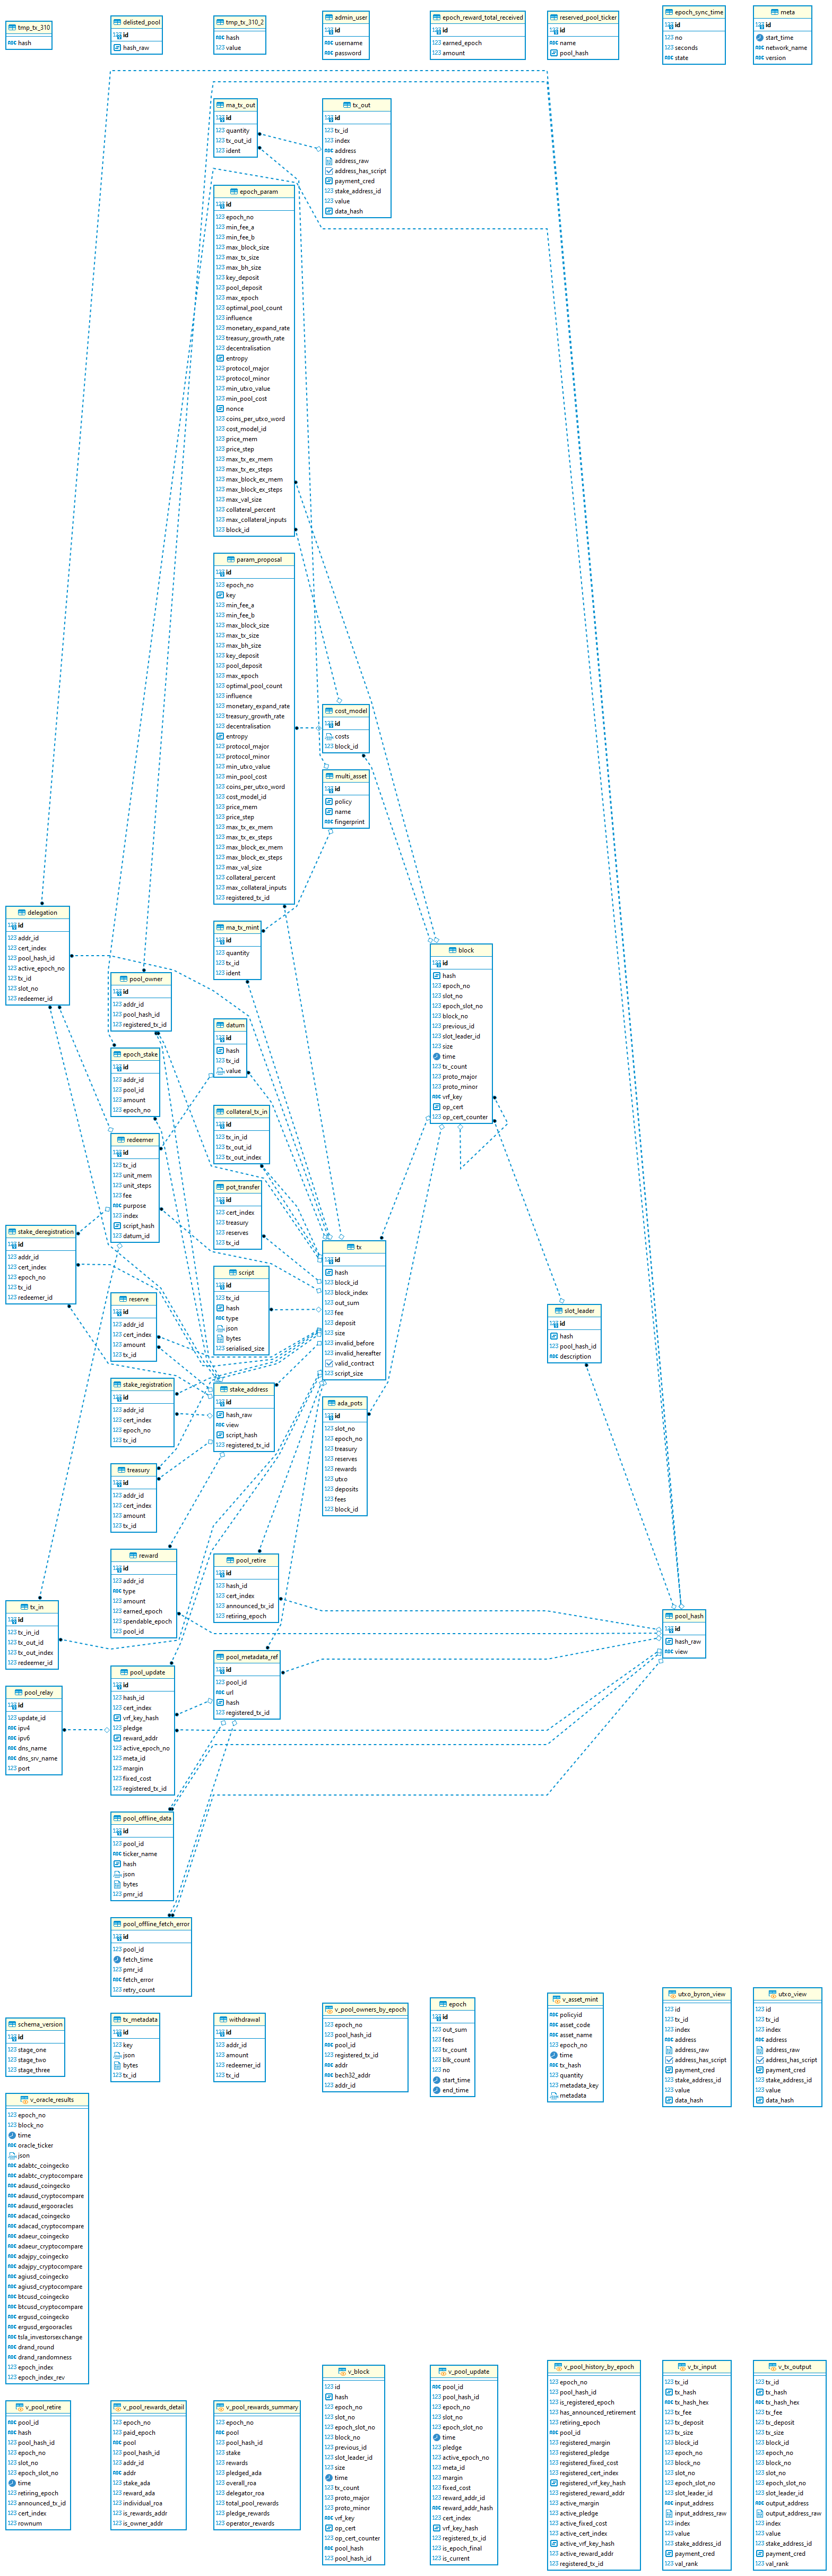 tmp_tx_310
hash
delisted_pool
id
hash_raw
tmp_tx_310_2
hash
value
admin_user
id
username
password
epoch_reward_total_received
id
earned_epoch
amount
reserved_pool_ticker
id
name
pool_hash
epoch_sync_time
id
no
seconds
state
meta
id
start_time
network_name
version
ma_tx_out
id
quantity
tx_out_id
ident
tx_out
id
tx_id
index
address
address_raw
address_has_script
payment_cred
stake_address_id
value
data_hash
epoch_param
id
epoch_no
min_fee_a
min_fee_b
max_block_size
max_tx_size
max_bh_size
key_deposit
pool_deposit
max_epoch
optimal_pool_count
influence
monetary_expand_rate
treasury_growth_rate
decentralisation
entropy
protocol_major
protocol_minor
min_utxo_value
min_pool_cost
nonce
coins_per_utxo_word
cost_model_id
price_mem
price_step
max_tx_ex_mem
max_tx_ex_steps
max_block_ex_mem
max_block_ex_steps
max_val_size
collateral_percent
max_collateral_inputs
block_id
param_proposal
id
epoch_no
key
min_fee_a
min_fee_b
max_block_size
max_tx_size
max_bh_size
key_deposit
pool_deposit
max_epoch
optimal_pool_count
influence
monetary_expand_rate
treasury_growth_rate
decentralisation
entropy
protocol_major
protocol_minor
min_utxo_value
min_pool_cost
coins_per_utxo_word
cost_model_id
price_mem
price_step
max_tx_ex_mem
max_tx_ex_steps
max_block_ex_mem
max_block_ex_steps
max_val_size
collateral_percent
max_collateral_inputs
registered_tx_id
cost_model
id
costs
block_id
multi_asset
id
policy
name
fingerprint
delegation
id
addr_id
cert_index
pool_hash_id
active_epoch_no
tx_id
slot_no
redeemer_id
pool_owner
id
addr_id
pool_hash_id
registered_tx_id
ma_tx_mint
id
quantity
tx_id
ident
block
id
hash
epoch_no
slot_no
epoch_slot_no
block_no
previous_id
slot_leader_id
size
time
tx_count
proto_major
proto_minor
vrf_key
op_cert
op_cert_counter
datum
id
hash
tx_id
value
epoch_stake
id
addr_id
pool_id
amount
epoch_no
collateral_tx_in
id
tx_in_id
tx_out_id
tx_out_index
redeemer
id
tx_id
unit_mem
unit_steps
fee
purpose
index
script_hash
datum_id
pot_transfer
id
cert_index
treasury
reserves
tx_id
stake_deregistration
id
addr_id
cert_index
epoch_no
tx_id
redeemer_id
tx
id
hash
block_id
block_index
out_sum
fee
deposit
size
invalid_before
invalid_hereafter
valid_contract
script_size
script
id
tx_id
hash
type
json
bytes
serialised_size
reserve
id
addr_id
cert_index
amount
tx_id
slot_leader
id
hash
pool_hash_id
description
stake_registration
id
addr_id
cert_index
epoch_no
tx_id
stake_address
id
hash_raw
view
script_hash
registered_tx_id
ada_pots
id
slot_no
epoch_no
treasury
reserves
rewards
utxo
deposits
fees
block_id
treasury
id
addr_id
cert_index
amount
tx_id
reward
id
addr_id
type
amount
earned_epoch
spendable_epoch
pool_id
pool_retire
id
hash_id
cert_index
announced_tx_id
retiring_epoch
tx_in
id
tx_in_id
tx_out_id
tx_out_index
redeemer_id
pool_hash
id
hash_raw
view
pool_metadata_ref
id
pool_id
url
hash
registered_tx_id
pool_update
id
hash_id
cert_index
vrf_key_hash
pledge
reward_addr
active_epoch_no
meta_id
margin
fixed_cost
registered_tx_id
pool_relay
id
update_id
ipv4
ipv6
dns_name
dns_srv_name
port
pool_offline_data
id
pool_id
ticker_name
hash
json
bytes
pmr_id
pool_offline_fetch_error
id
pool_id
fetch_time
pmr_id
fetch_error
retry_count
schema_version
id
stage_one
stage_two
stage_three
tx_metadata
id
key
json
bytes
tx_id
withdrawal
id
addr_id
amount
redeemer_id
tx_id
v_pool_owners_by_epoch
epoch_no
pool_hash_id
pool_id
registered_tx_id
addr
bech32_addr
addr_id
epoch
id
out_sum
fees
tx_count
blk_count
no
start_time
end_time
v_asset_mint
policyid
asset_code
asset_name
epoch_no
time
tx_hash
quantity
metadata_key
metadata
utxo_byron_view
id
tx_id
index
address
address_raw
address_has_script
payment_cred
stake_address_id
value
data_hash
utxo_view
id
tx_id
index
address
address_raw
address_has_script
payment_cred
stake_address_id
value
data_hash
v_oracle_results
epoch_no
block_no
time
oracle_ticker
json
adabtc_coingecko
adabtc_cryptocompare
adausd_coingecko
adausd_cryptocompare
adausd_ergooracles
adacad_coingecko
adacad_cryptocompare
adaeur_coingecko
adaeur_cryptocompare
adajpy_coingecko
adajpy_cryptocompare
agiusd_coingecko
agiusd_cryptocompare
btcusd_coingecko
btcusd_cryptocompare
ergusd_coingecko
ergusd_ergooracles
tsla_investorsexchange
drand_round
drand_randomness
epoch_index
epoch_index_rev
v_block
id
hash
epoch_no
slot_no
epoch_slot_no
block_no
previous_id
slot_leader_id
size
time
tx_count
proto_major
proto_minor
vrf_key
op_cert
op_cert_counter
pool_hash
pool_hash_id
v_pool_update
pool_id
pool_hash_id
epoch_no
slot_no
epoch_slot_no
time
pledge
active_epoch_no
meta_id
margin
fixed_cost
reward_addr_id
reward_addr_hash
cert_index
vrf_key_hash
registered_tx_id
is_epoch_final
is_current
v_pool_history_by_epoch
epoch_no
pool_hash_id
is_registered_epoch
has_announced_retirement
retiring_epoch
pool_id
registered_margin
registered_pledge
registered_fixed_cost
registered_cert_index
registered_vrf_key_hash
registered_reward_addr
active_margin
active_pledge
active_fixed_cost
active_cert_index
active_vrf_key_hash
active_reward_addr
registered_tx_id
v_tx_input
tx_id
tx_hash
tx_hash_hex
tx_fee
tx_deposit
tx_size
block_id
epoch_no
block_no
slot_no
epoch_slot_no
slot_leader_id
input_address
input_address_raw
index
value
stake_address_id
payment_cred
val_rank
v_tx_output
tx_id
tx_hash
tx_hash_hex
tx_fee
tx_deposit
tx_size
block_id
epoch_no
block_no
slot_no
epoch_slot_no
slot_leader_id
output_address
output_address_raw
index
value
stake_address_id
payment_cred
val_rank
v_pool_retire
pool_id
hash
pool_hash_id
epoch_no
slot_no
epoch_slot_no
time
retiring_epoch
announced_tx_id
cert_index
rownum
v_pool_rewards_detail
epoch_no
paid_epoch
pool
pool_hash_id
addr_id
addr
stake_ada
reward_ada
individual_roa
is_rewards_addr
is_owner_addr
v_pool_rewards_summary
epoch_no
pool
pool_hash_id
stake
rewards
pledged_ada
overall_roa
delegator_roa
total_pool_rewards
pledge_rewards
operator_rewards